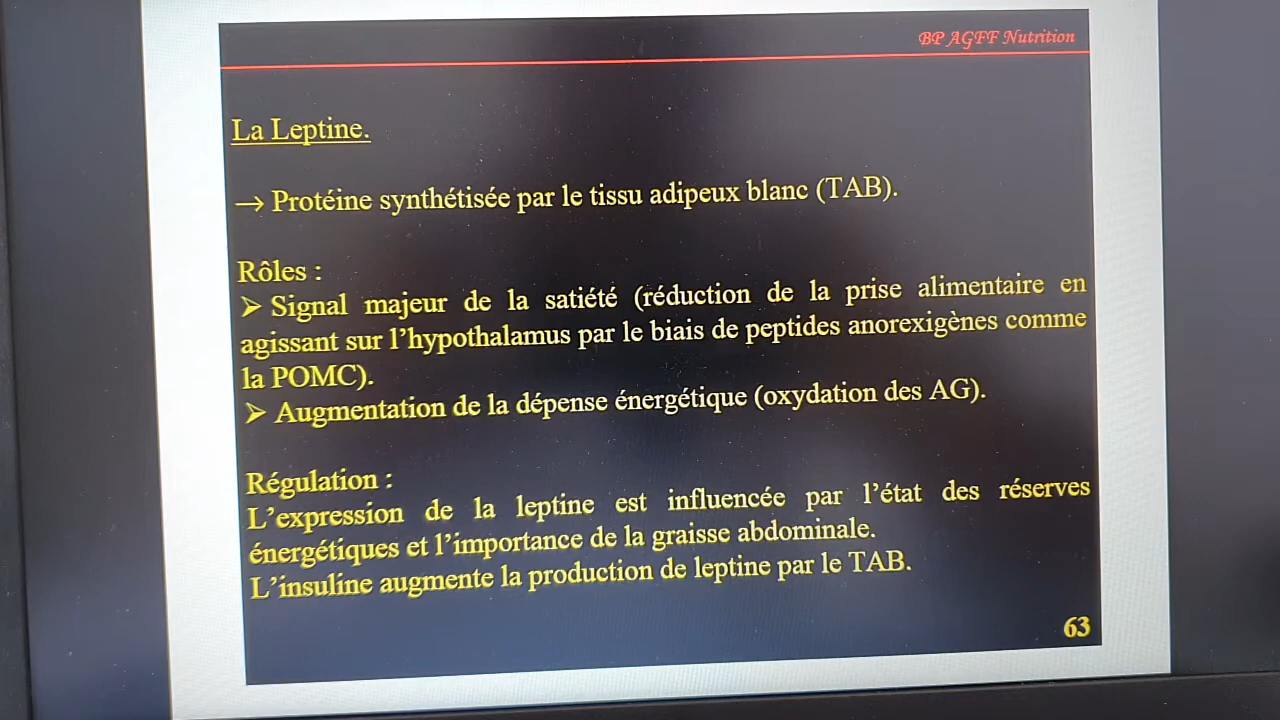 BP AGFF Nutrition
La Leptine.
→ Protéine synthétisée par le tissu adipeux blanc (TAB).
Rôles :
➢ Signal majeur de la satiété (réduction de la prise alimentaire en
agissant sur l’hypothalamus par le biais de peptides anorexigènes comme
la POMC).
➢ Augmentation de la dépense énergétique (oxydation des AG).
Régulation :
L’expression de la leptine est influencée par l’état des réserves
énergétiques et l’importance de la graisse abdominale.
L’insuline augmente la production de leptine par le TAB.
63